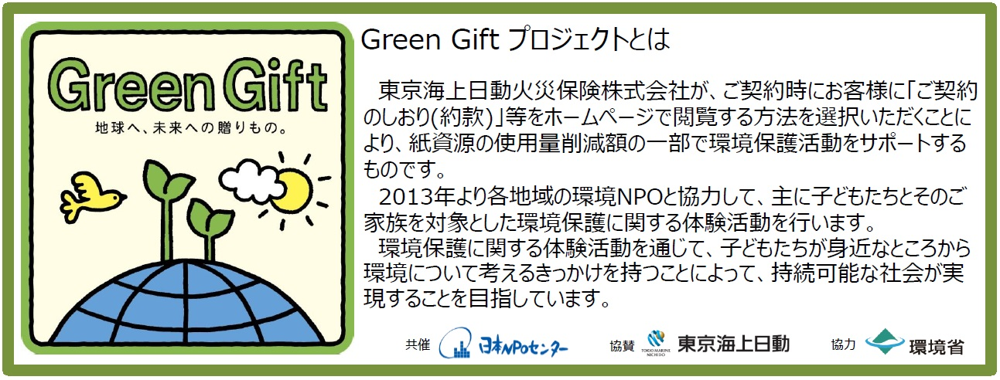 Green Gift
地球へ、未来への贈りもの。
Green Gift プロジェクトとは
東京海上日動火災保険株式会社が、ご契約時にお客様に「ご契約
のしおり(約款)」等をホームページで閲覧する方法を選択いただくことに
より、紙資源の使用量削減額の一部で環境保護活動をサポートする
ものです。
2013年より各地域の環境NPOと協力して、主に子どもたちとそのご
家族を対象とした環境保護に関する体験活動を行います。
環境保護に関する体験活動を通じて、子どもたちが身近なところから
環境について考えるきっかけを持つことによって、持続可能な社会が実
現することを目指しています。
共催 日本NPOセンター 協賛 TOKIO MARINE NICHIDO 東京海上日動 協力 環境省